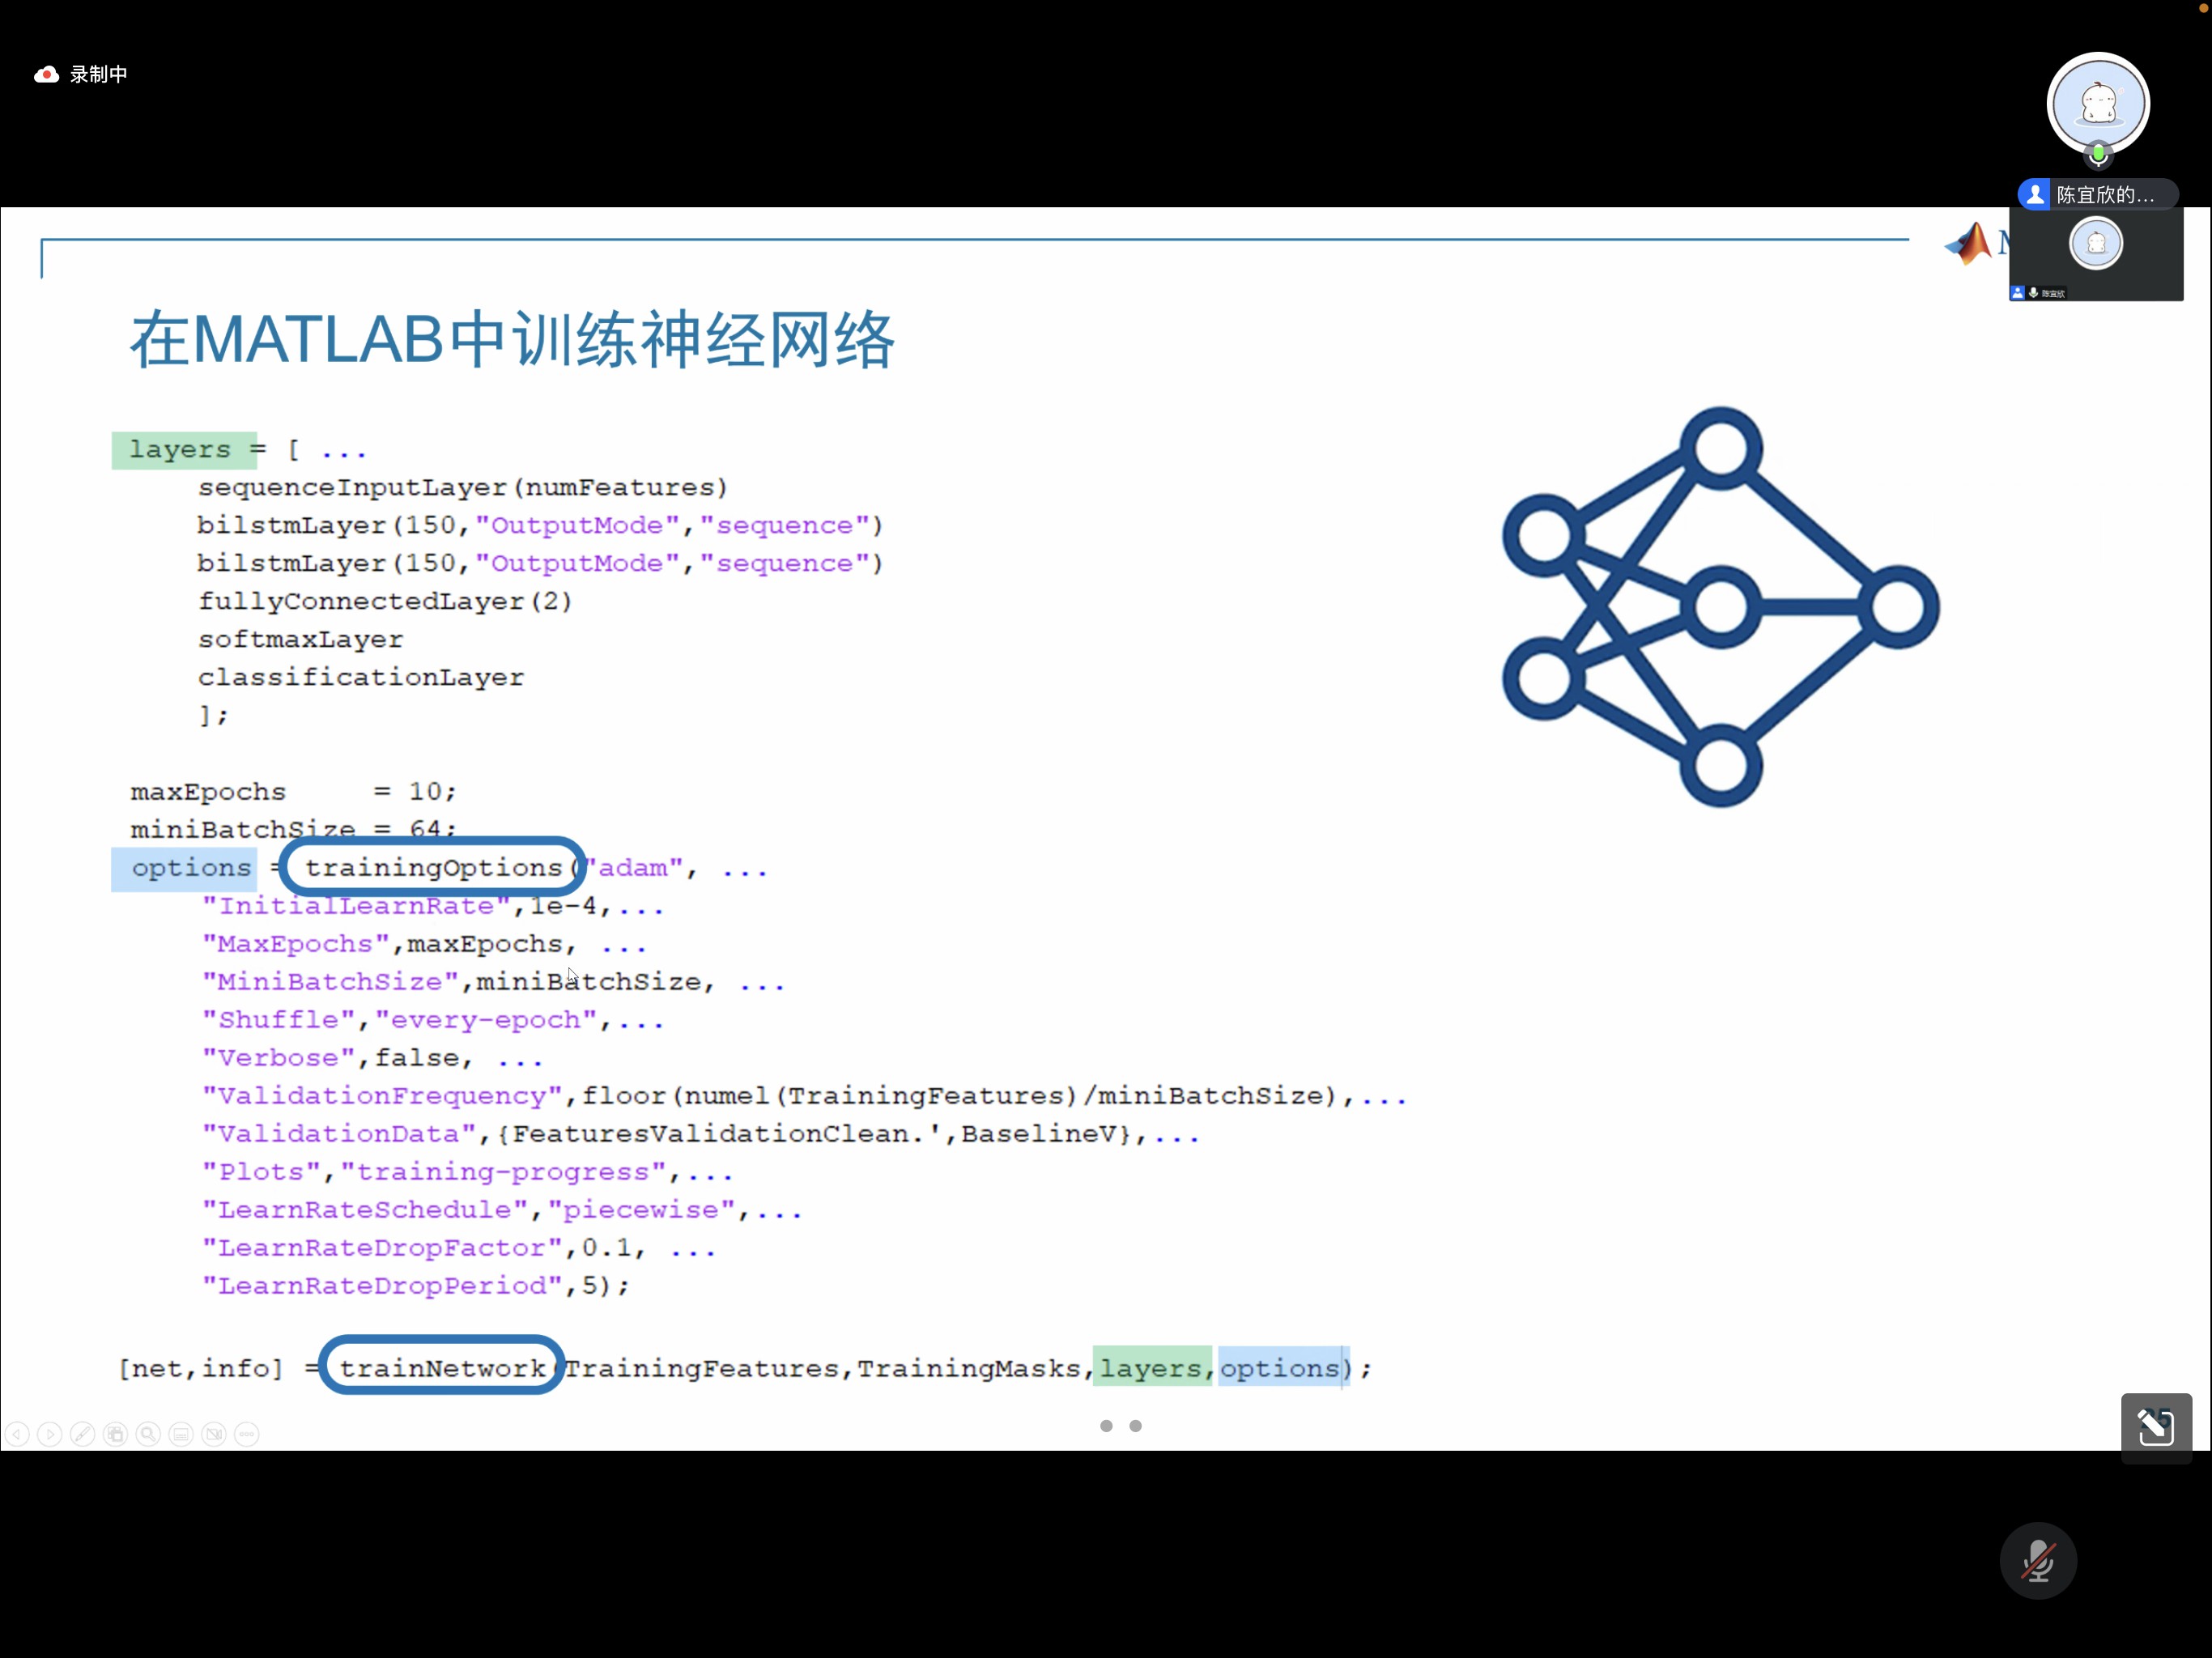 录制中
陈宜欣的...
陈宜欣
在MATLAB中训练神经网络
layers = [ ...
sequenceInputLayer(numFeatures)
bilstmLayer(150,"OutputMode","sequence")
bilstmLayer(150,"OutputMode","sequence")
fullyConnectedLayer(2)
softmaxLayer
classificationLayer
];
maxEpochs = 10;
miniBatchSize = 64;
options = trainingOptions("adam", ...
"InitialLearnRate",1e-4,...
"MaxEpochs",maxEpochs, ...
"MiniBatchSize",miniBatchSize, ...
"Shuffle","every-epoch",...
"Verbose",false, ...
"ValidationFrequency",floor(numel(TrainingFeatures)/miniBatchSize),...
"ValidationData",{FeaturesValidationClean.',BaselineV},...
"Plots","training-progress",...
"LearnRateSchedule","piecewise",...
"LearnRateDropFactor",0.1, ...
"LearnRateDropPeriod",5);
[net,info] = trainNetwork(TrainingFeatures,TrainingMasks,layers,options);